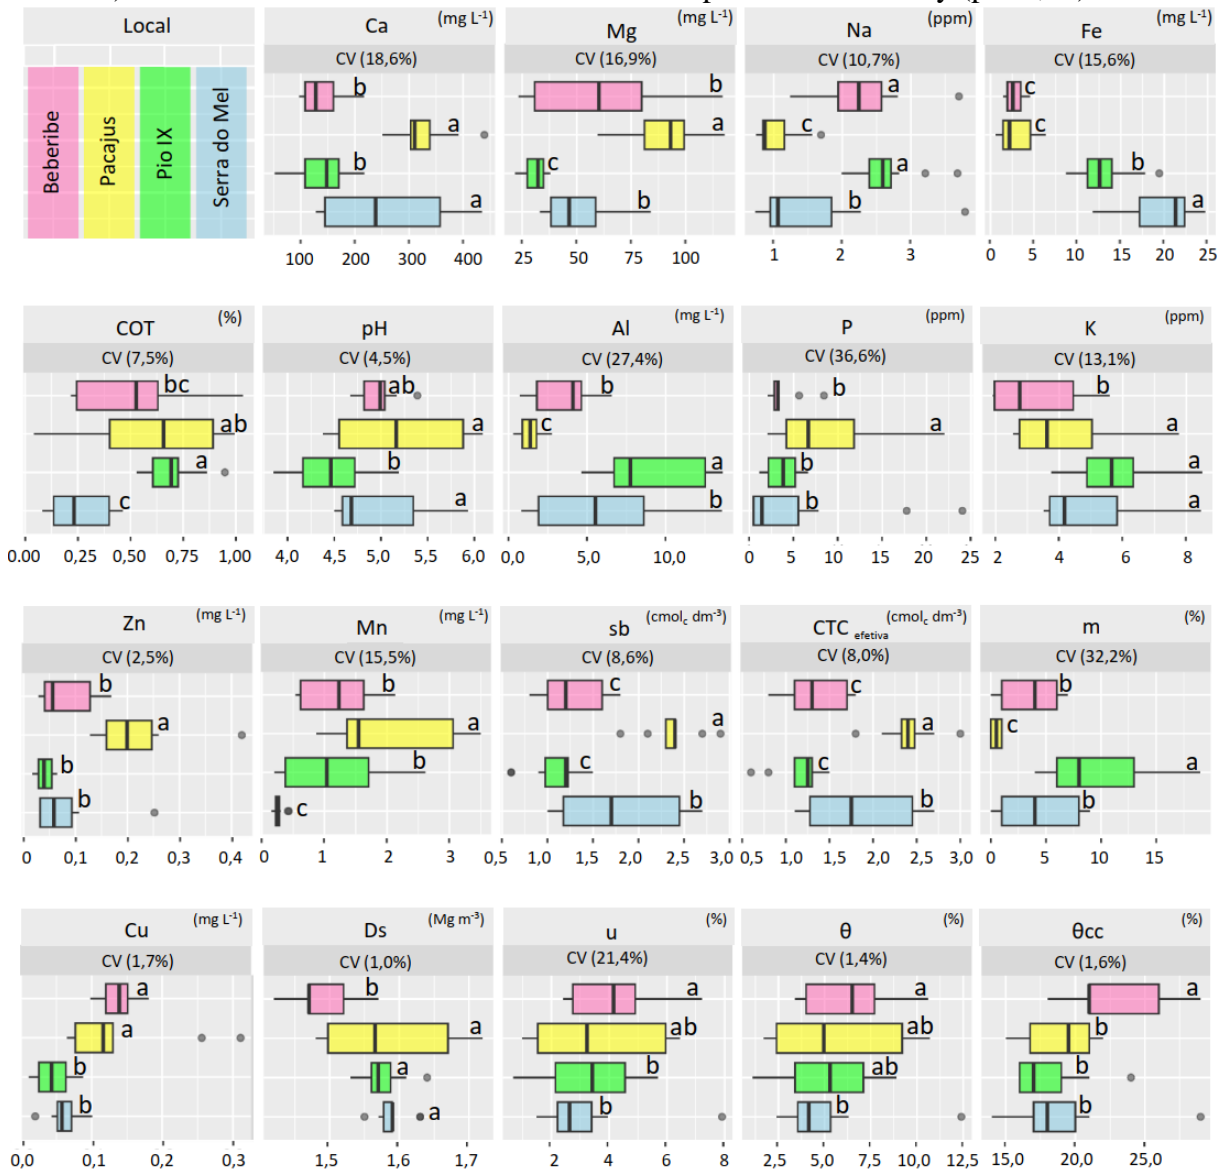 Local
Beberibe
Pacajus
Pio IX
Serra do Mel
Ca (mg L-1)
CV (18,6%)
b
a
b
a
100 200 300 400
Mg (mg L-1)
CV (16,9%)
b
a
c
b
25 50 75 100
Na (ppm)
CV (10,7%)
a
c
a
b
1 2 3
Fe (mg L-1)
CV (15,6%)
c
c
b
a
0 5 10 15 20 25
COT (%)
CV (7,5%)
bc
ab
a
c
0.00 0,25 0,50 0,75 1,00
pH
CV (4,5%)
ab
a
b
a
4,0 4,5 5,0 5,5 6,0
Al (mg L-1)
CV (27,4%)
b
c
a
b
0,0 5,0 10,0
P (ppm)
CV (36,6%)
b
a
b
b
0 5 10 15 20 25
K (ppm)
CV (13,1%)
b
a
a
a
2 4 6 8
Zn (mg L-1)
CV (2,5%)
b
a
b
b
0 0,1 0,2 0,3 0,4
Mn (mg L-1)
CV (15,5%)
b
a
b
c
0 1 2 3
sb (cmolc dm-3)
CV (8,6%)
c
a
c
b
0,5 1,0 1,5 2,0 2,5 3,0
CTC efetiva (cmolc dm-3)
CV (8,0%)
c
a
c
b
0,5 1,0 1,5 2,0 2,5 3,0
m (%)
CV (32,2%)
b
c
a
b
0 5 10 15
Cu (mg L-1)
CV (1,7%)
a
a
b
b
0,0 0,1 0,2 0,3
Ds (Mg m-3)
CV (1,0%)
b
a
a
a
1,5 1,6 1,7
u (%)
CV (21,4%)
a
ab
b
b
2 4 6 8
θ (%)
CV (1,4%)
a
ab
ab
b
2,5 5,0 7,5 10,0 12,5
θcc (%)
CV (1,6%)
a
b
b
b
15,0 20,0 25,0